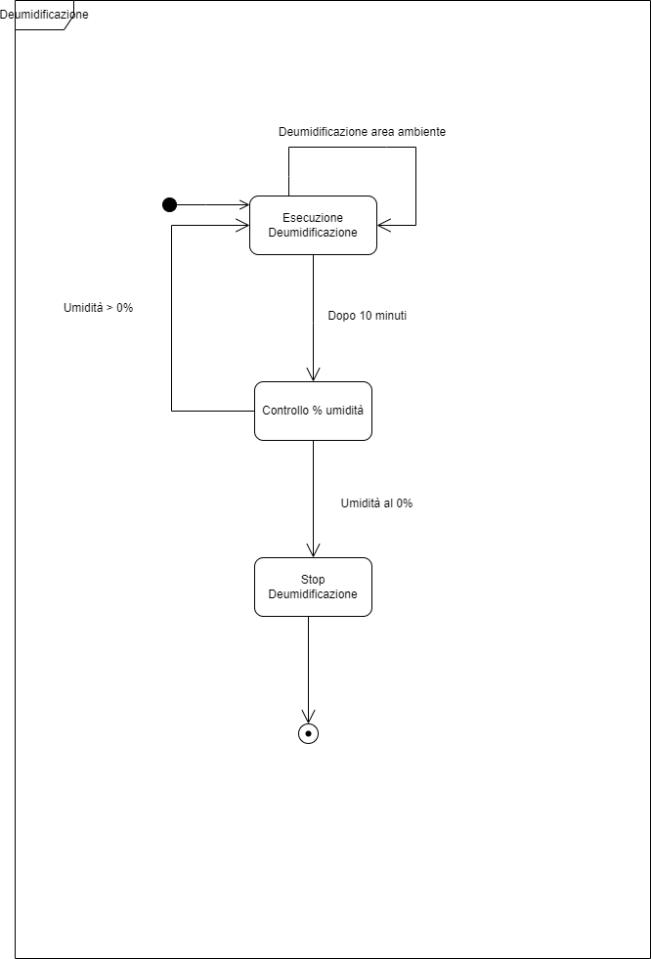 Deumidificazione
Deumidificazione area ambiente
Esecuzione
Deumidificazione
Umidità > 0%
Dopo 10 minuti
Controllo % umidità
Umidità al 0%
Stop
Deumidificazione